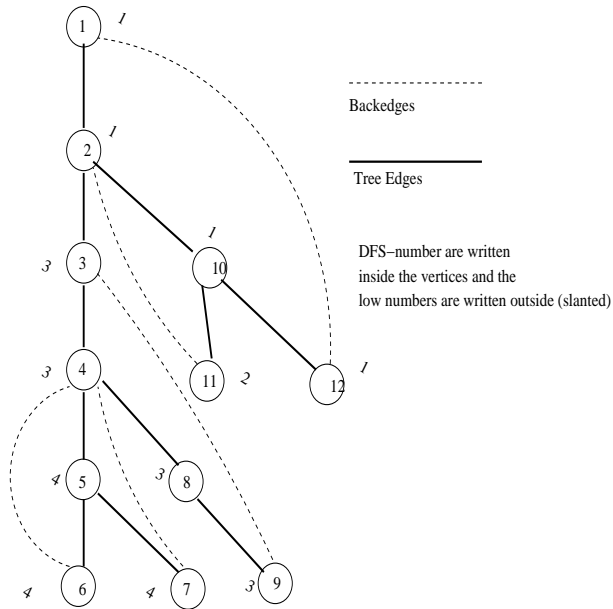 1 1
1
2
Backedges
Tree Edges
1
3 3 10
DFS-number are written
inside the vertices and the
low numbers are written outside (slanted)
3 4 11 2 12 1
4 5 3 8
4 6 4 7 3 9